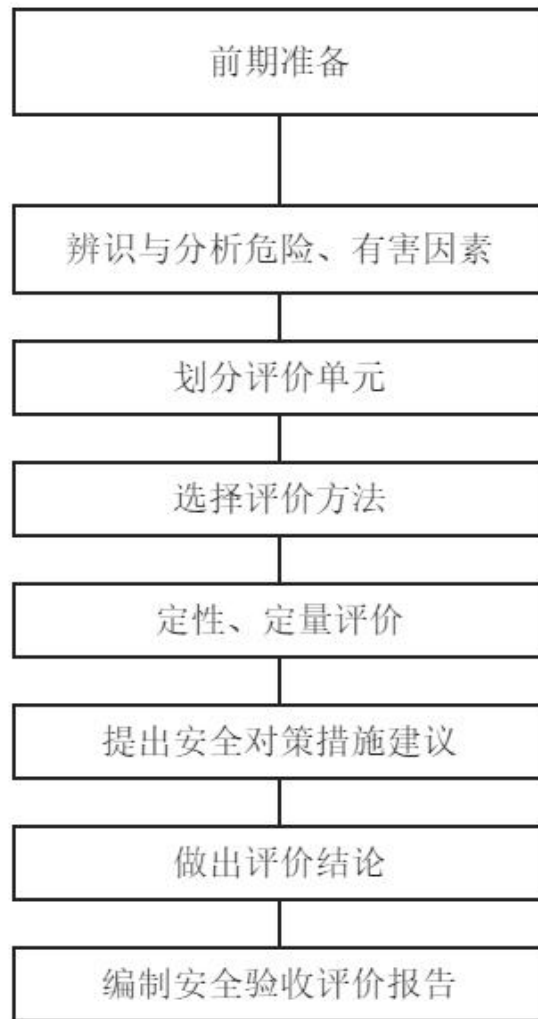 前期准备
辨识与分析危险、有害因素
划分评价单元
选择评价方法
定性、定量评价
提出安全对策措施建议
做出评价结论
编制安全验收评价报告